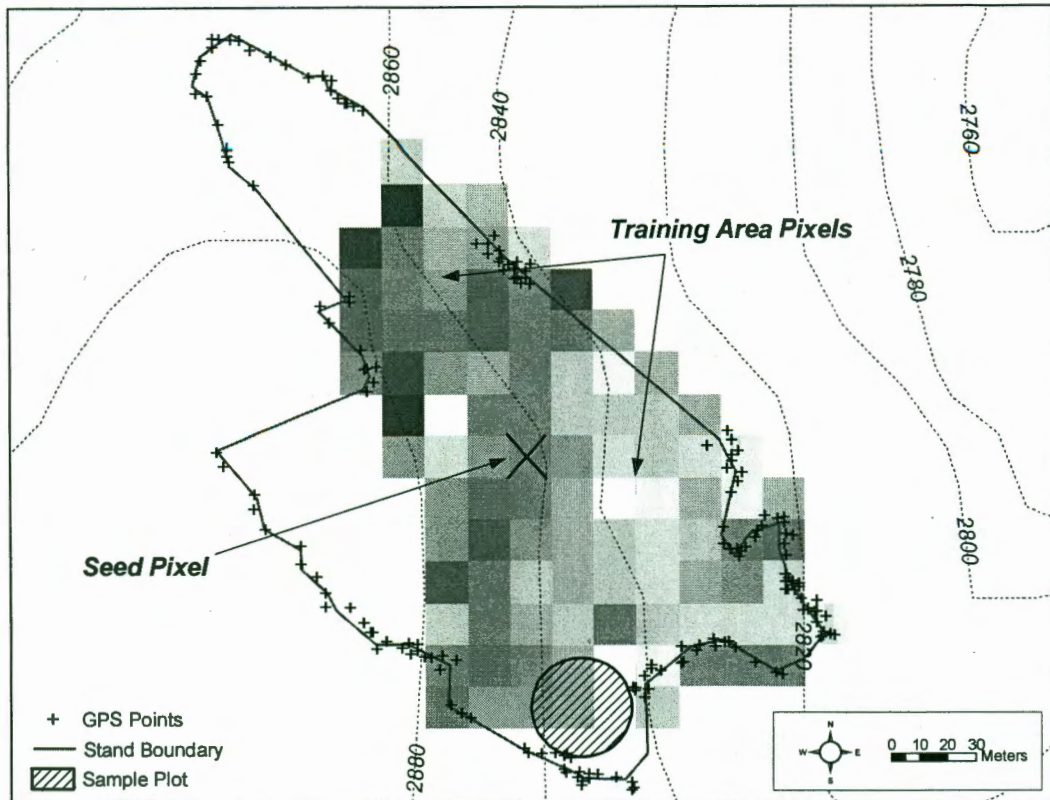 2860
2840
2760
Training Area Pixels
2780
Seed Pixel
2800
2820
2880
GPS Points
Stand Boundary
Sample Plot
N
W E
S
0 10 20 30
Meters